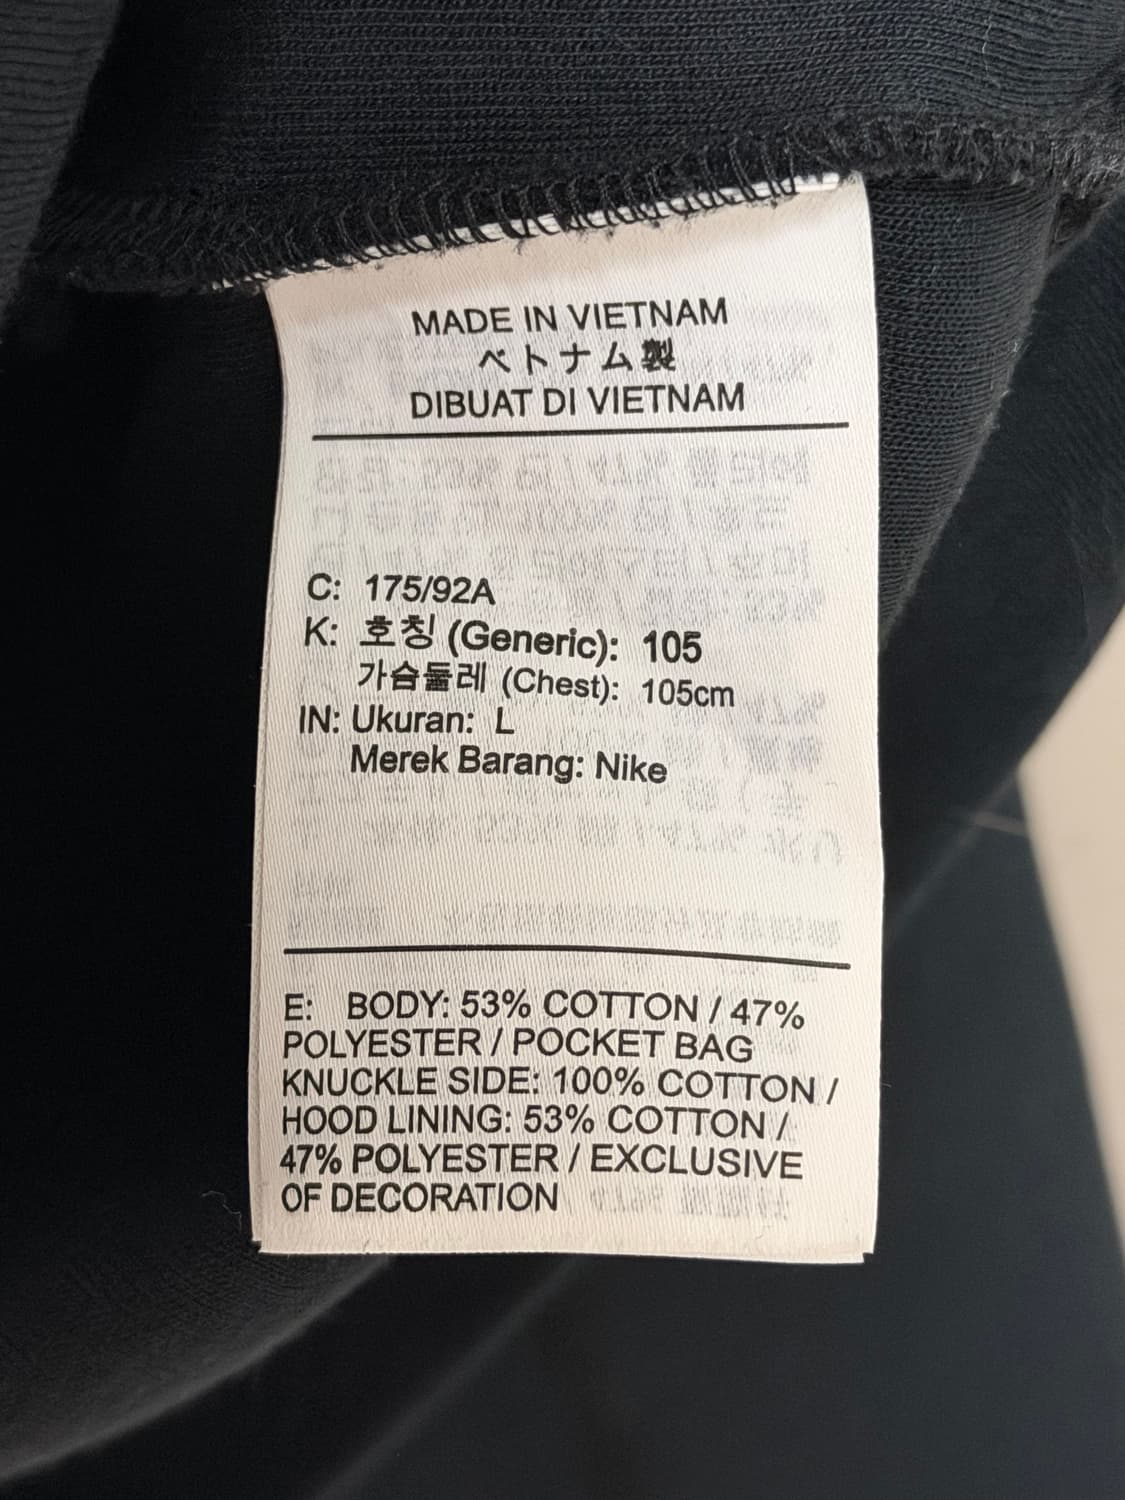 MADE IN VIETNAM
ベトナム製
DIBUAT DI VIETNAM
C: 175/92A
K: 호칭 (Generic): 105
가슴둘레 (Chest): 105cm
IN: Ukuran: L
Merek Barang: Nike
E: BODY: 53% COTTON / 47%
POLYESTER / POCKET BAG
KNUCKLE SIDE: 100% COTTON /
HOOD LINING: 53% COTTON /
47% POLYESTER / EXCLUSIVE
OF DECORATION